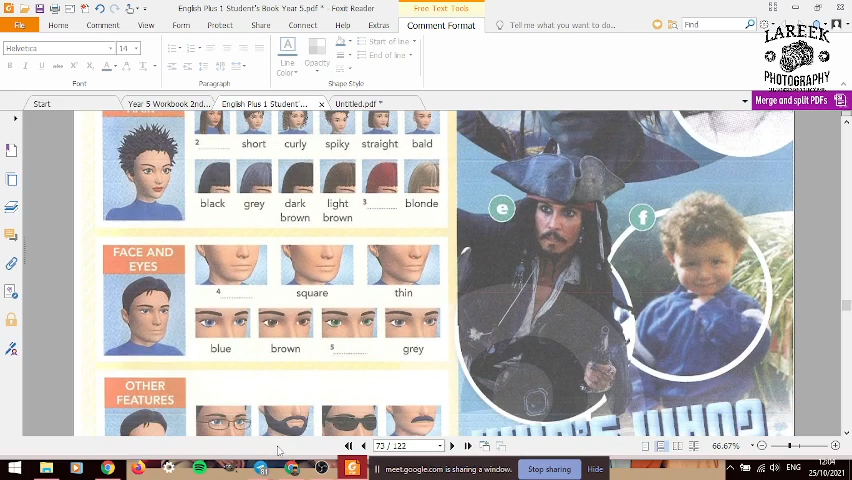 English Plus 1 Student's Book Year 5.pdf * - Foxit Reader
Free Text Tools
File
Home
Comment
View
Form
Protect
Share
Connect
Help
Extras
Comment Format
Tell me what you want to do...
Find
Helvetica
14
Font
Paragraph
Line Color
Opacity
Start of line
End of line
Shape Style
LAREEK
PHOTOGRAPHY
Merge and split PDFs
Start
Year 5 Workbook 2nd...
English Plus 1 Student'...
Untitled.pdf *
2
short
curly
spiky
straight
bald
black
grey
dark brown
light brown
3
blonde
FACE AND EYES
4
square
thin
blue
brown
5
grey
OTHER FEATURES
e
f
73 / 122
66.67%
meet.google.com is sharing a window.
Stop sharing
Hide
ENG
12:04
25/10/2021